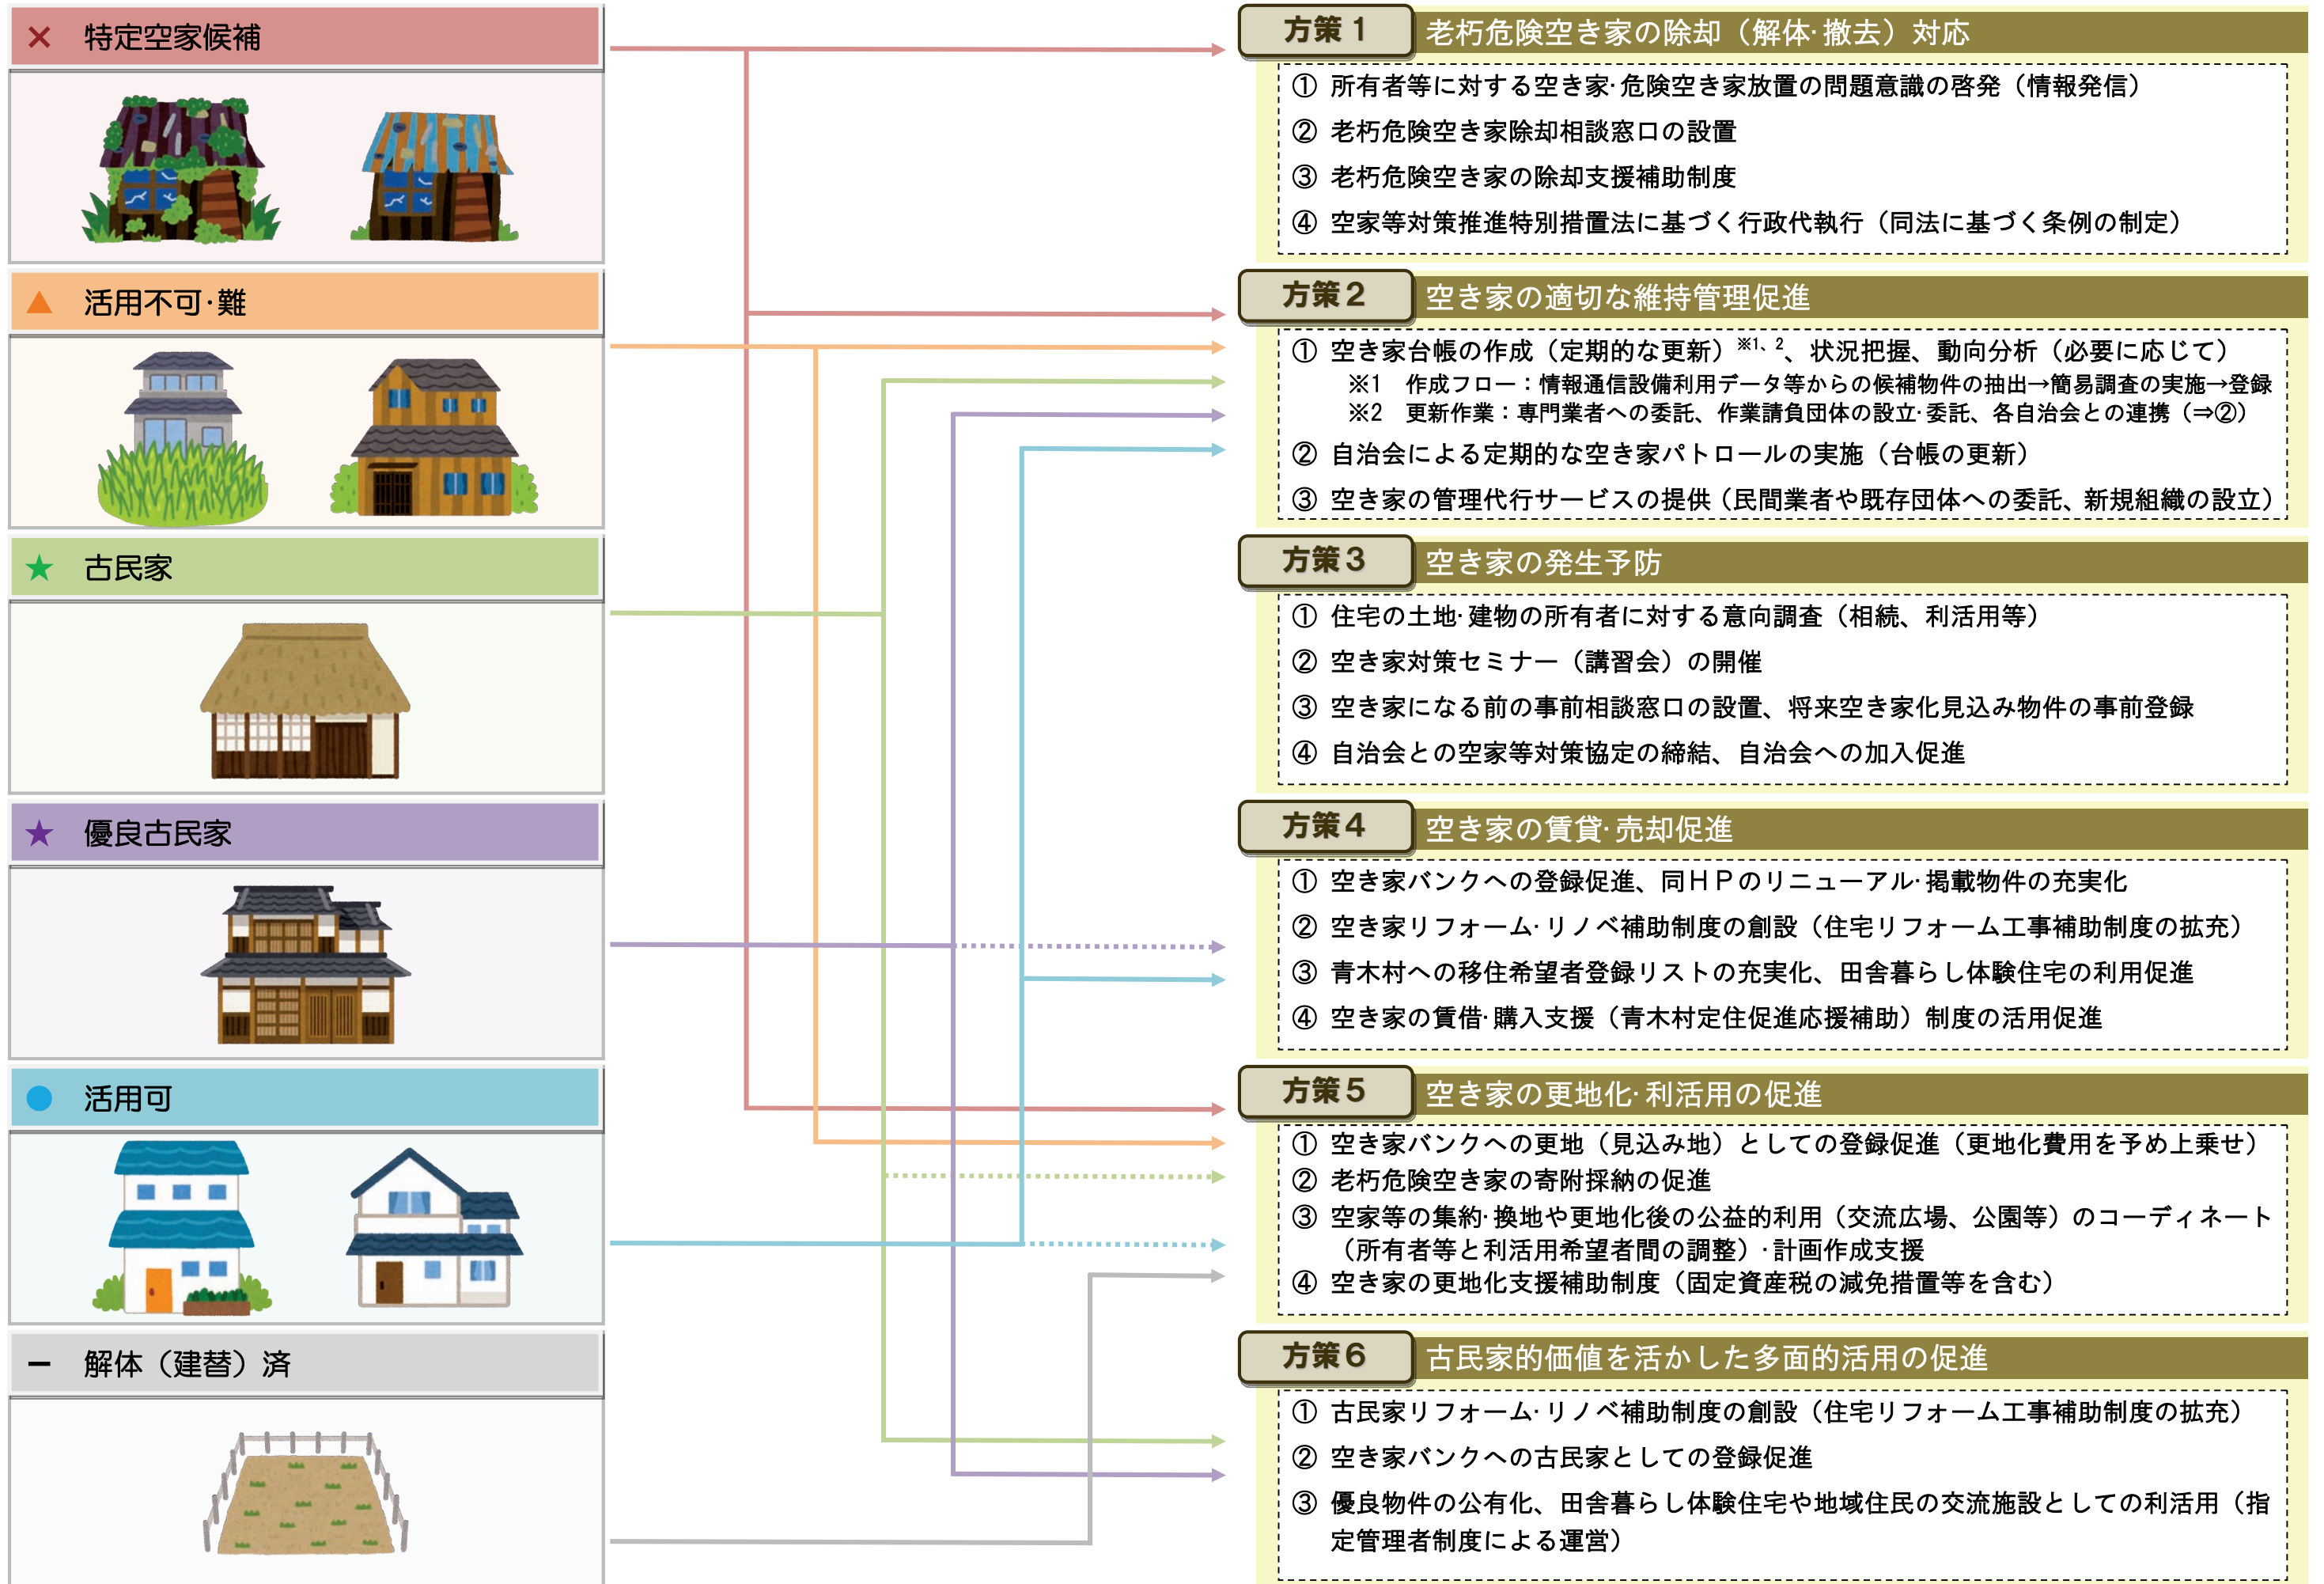 × 特定空家候補
▲ 活用不可・難
★ 古民家
★ 優良古民家
● 活用可
－ 解体（建替）済
方策１ 老朽危険空き家の除却（解体・撤去）対応
① 所有者等に対する空き家・危険空き家放置の問題意識の啓発（情報発信）
② 老朽危険空き家除却相談窓口の設置
③ 老朽危険空き家の除却支援補助制度
④ 空家等対策推進特別措置法に基づく行政代執行（同法に基づく条例の制定）
方策２ 空き家の適切な維持管理促進
① 空き家台帳の作成（定期的な更新）※1、2、状況把握、動向分析（必要に応じて）
※1 作成フロー：情報通信設備利用データ等からの候補物件の抽出→簡易調査の実施→登録
※2 更新作業：専門業者への委託、作業請負団体の設立・委託、各自治会との連携（⇒②）
② 自治会による定期的な空き家パトロールの実施（台帳の更新）
③ 空き家の管理代行サービスの提供（民間業者や既存団体への委託、新規組織の設立）
方策３ 空き家の発生予防
① 住宅の土地・建物の所有者に対する意向調査（相続、利活用等）
② 空き家対策セミナー（講習会）の開催
③ 空き家になる前の事前相談窓口の設置、将来空き家化見込み物件の事前登録
④ 自治会との空家等対策協定の締結、自治会への加入促進
方策４ 空き家の賃貸・売却促進
① 空き家バンクへの登録促進、同ＨＰのリニューアル・掲載物件の充実化
② 空き家リフォーム・リノベ補助制度の創設（住宅リフォーム工事補助制度の拡充）
③ 青木村への移住希望者登録リストの充実化、田舎暮らし体験住宅の利用促進
④ 空き家の賃借・購入支援（青木村定住促進応援補助）制度の活用促進
方策５ 空き家の更地化・利活用の促進
① 空き家バンクへの更地（見込み地）としての登録促進（更地化費用を予め上乗せ）
② 老朽危険空き家の寄附採納の促進
③ 空家等の集約・換地や更地化後の公益的利用（交流広場、公園等）のコーディネート
（所有者等と利活用希望者間の調整）・計画作成支援
④ 空き家の更地化支援補助制度（固定資産税の減免措置等を含む）
方策６ 古民家的価値を活かした多面的活用の促進
① 古民家リフォーム・リノベ補助制度の創設（住宅リフォーム工事補助制度の拡充）
② 空き家バンクへの古民家としての登録促進
③ 優良物件の公有化、田舎暮らし体験住宅や地域住民の交流施設としての利活用（指
定管理者制度による運営）